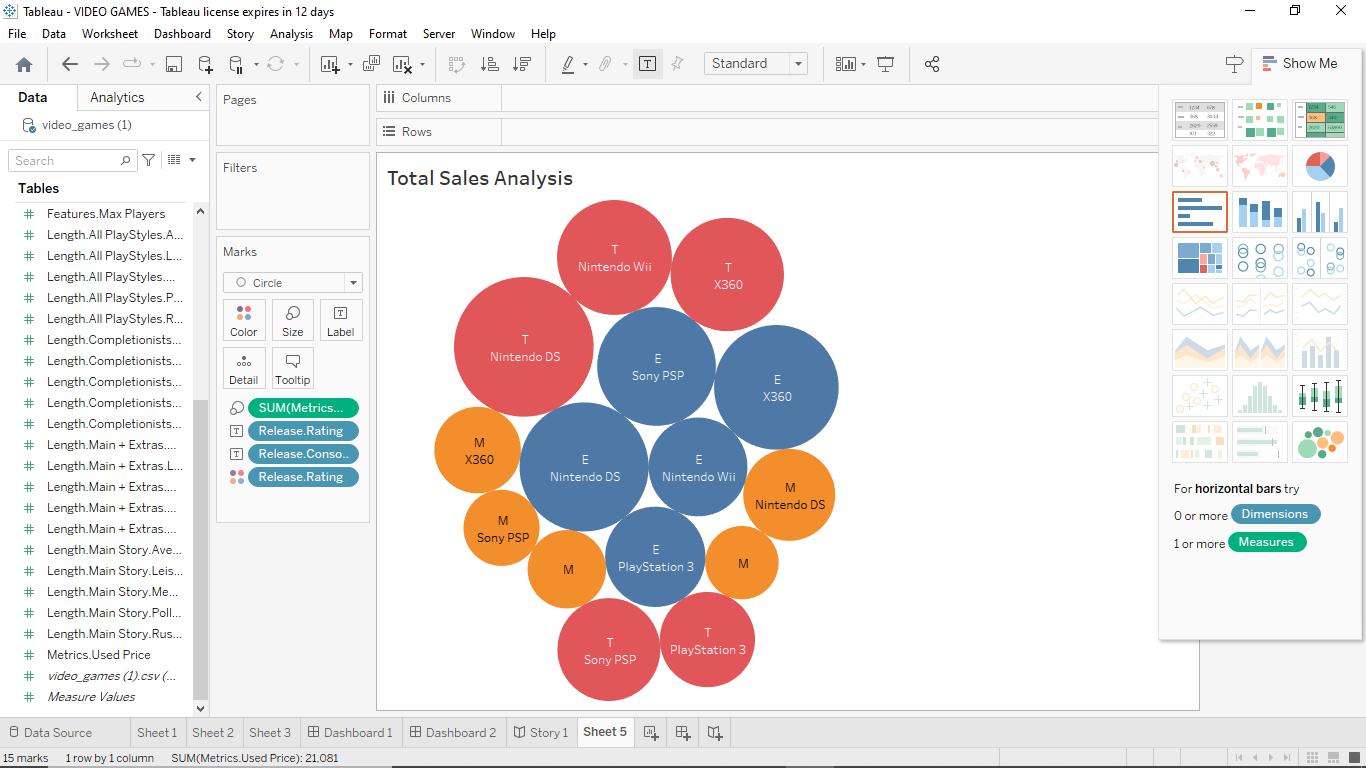 Tableau - VIDEO GAMES - Tableau license expires in 12 days
File Data Worksheet Dashboard Story Analysis Map Format Server Window Help
Standard
Show Me
Data Analytics
video_games (1)
Search
Tables
Features.Max Players
Length.All PlayStyles.A...
Length.All PlayStyles.L...
Length.All PlayStyles....
Length.All PlayStyles.P...
Length.All PlayStyles.R...
Length.Completionists...
Length.Completionists...
Length.Completionists...
Length.Completionists...
Length.Completionists...
Length.Main + Extras....
Length.Main + Extras.L...
Length.Main + Extras....
Length.Main + Extras....
Length.Main + Extras....
Length.Main Story.Ave...
Length.Main Story.Leis...
Length.Main Story.Me...
Length.Main Story.Poll...
Length.Main Story.Rus...
Metrics.Used Price
video_games (1).csv (...
Measure Values
Pages
Filters
Marks
Circle
Color Size Label
Detail Tooltip
SUM(Metrics...
Release.Rating
Release.Conso..
Release.Rating
Columns
Rows
Total Sales Analysis
T
Nintendo Wii
T
X360
T
Nintendo DS
E
Sony PSP
E
X360
M
X360
E
Nintendo DS
E
Nintendo Wii
M
Nintendo DS
M
Sony PSP
M
E
PlayStation 3
M
T
Sony PSP
T
PlayStation 3
For horizontal bars try
0 or more Dimensions
1 or more Measures
Data Source Sheet 1 Sheet 2 Sheet 3 Dashboard 1 Dashboard 2 Story 1 Sheet 5
15 marks 1 row by 1 column SUM(Metrics.Used Price): 21,081